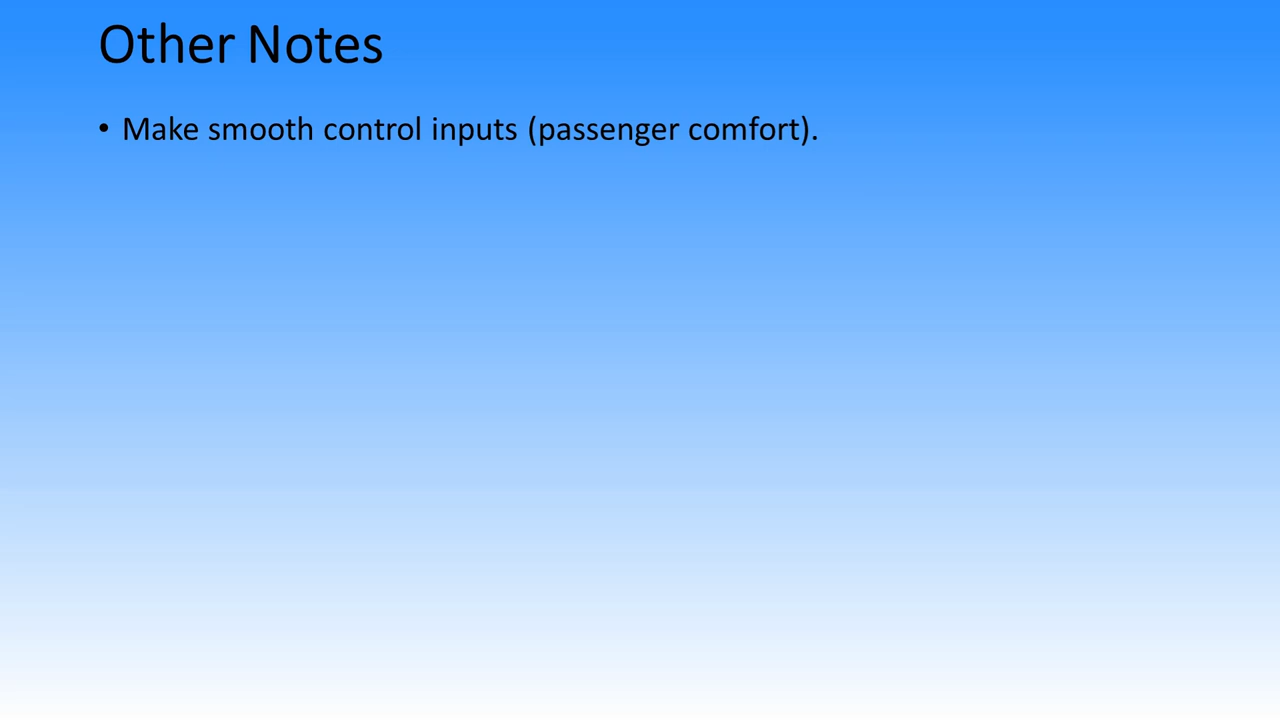 Other Notes
• Make smooth control inputs (passenger comfort).